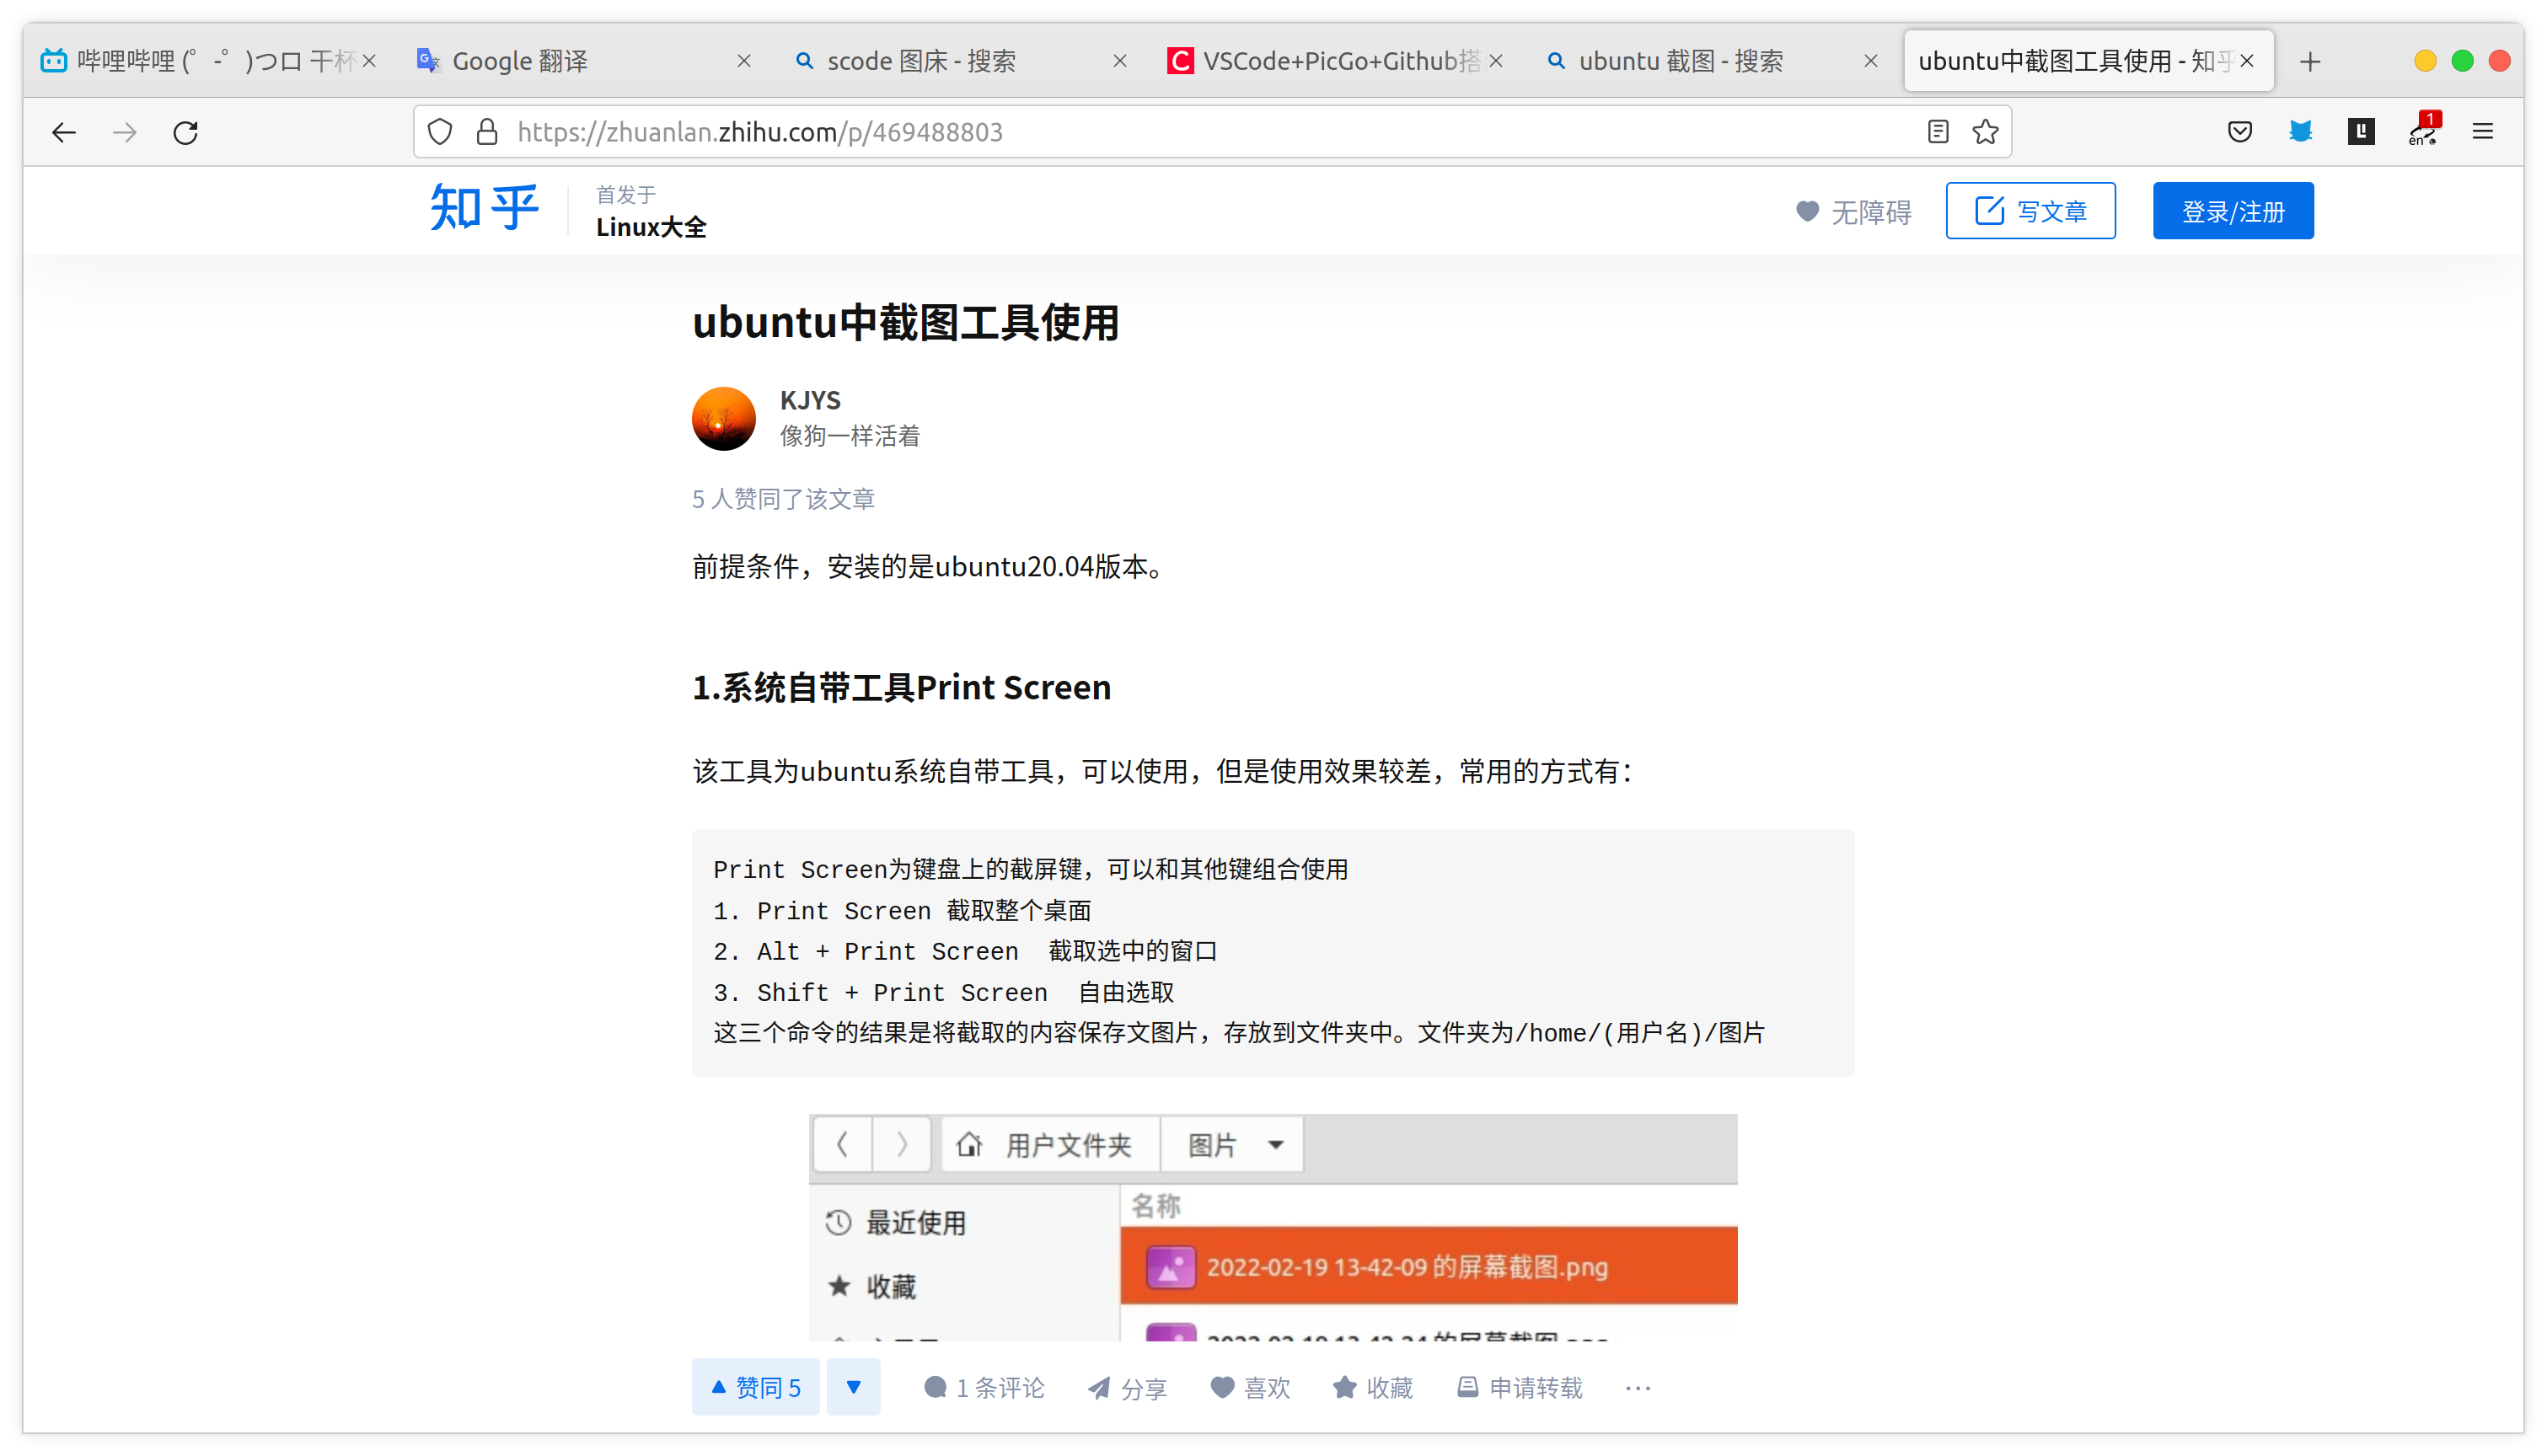 哔哩哔哩 (゜-゜)つロ 干杯
Google 翻译
scode 图床 - 搜索
VSCode+PicGo+Github搭
ubuntu 截图 - 搜索
ubuntu中截图工具使用 - 知乎
https://zhuanlan.zhihu.com/p/469488803
1
en
知乎
首发于
Linux大全
无障碍
写文章
登录/注册
ubuntu中截图工具使用
KJYS
像狗一样活着
5 人赞同了该文章
前提条件，安装的是ubuntu20.04版本。
1.系统自带工具Print Screen
该工具为ubuntu系统自带工具，可以使用，但是使用效果较差，常用的方式有：
Print Screen为键盘上的截屏键，可以和其他键组合使用
1. Print Screen 截取整个桌面
2. Alt + Print Screen  截取选中的窗口
3. Shift + Print Screen  自由选取
这三个命令的结果是将截取的内容保存文图片，存放到文件夹中。文件夹为/home/(用户名)/图片
用户文件夹
图片
名称
最近使用
2022-02-19 13-42-09 的屏幕截图.png
收藏
赞同 5
1 条评论
分享
喜欢
收藏
申请转载